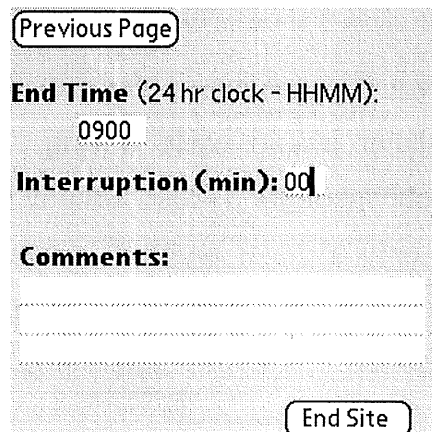 Previous Page
End Time (24 hr clock - HHMM):
0900
Interruption (min): 00
Comments:
End Site